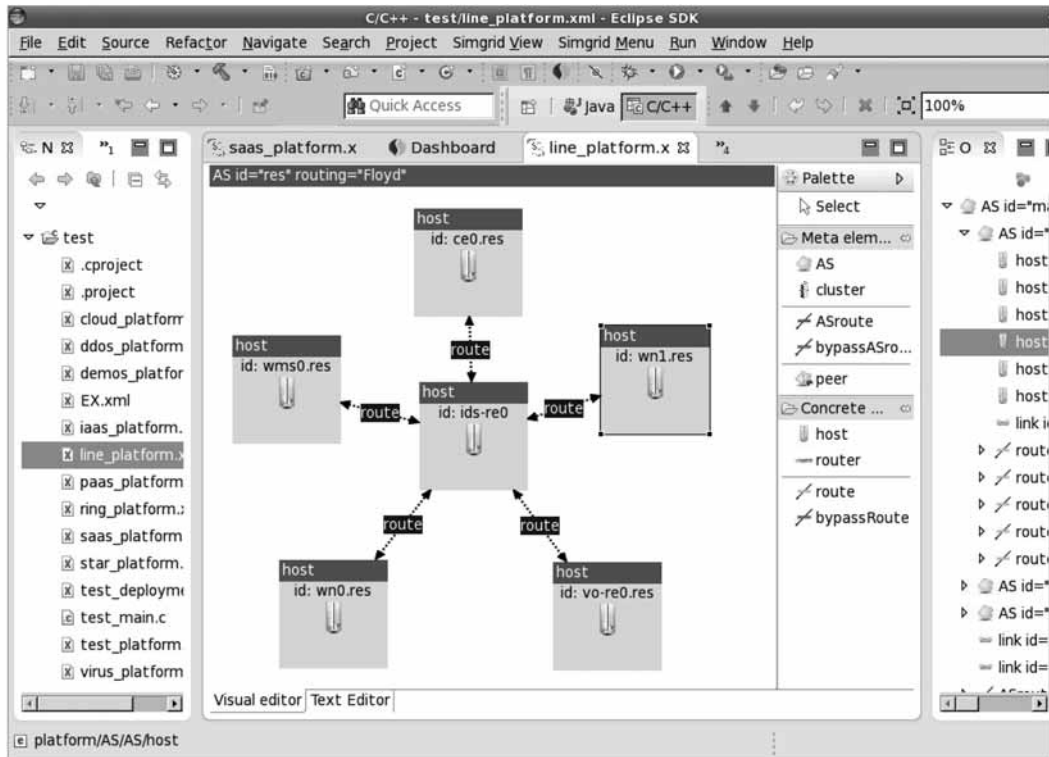 C/C++ - test/line_platform.xml - Eclipse SDK
File Edit Source Refactor Navigate Search Project Simgrid View Simgrid Menu Run Window Help
Quick Access Java C/C++ 100%
N »1 saas_platform.x Dashboard line_platform.x »4 O
AS id="res" routing="Floyd"
test
.cproject
.project
cloud_platform
ddos_platform
demos_platfor
EX.xml
iaas_platform.
line_platform.x
paas_platform
ring_platform.x
saas_platform
star_platform.
test_deployme
test_main.c
test_platform
virus_platform
host
id: ce0.res
route
host
id: wms0.res
route
host
id: ids-re0
route
host
id: wn1.res
route
route
host
id: wn0.res
host
id: vo-re0.res
Visual editor Text Editor
Palette
Select
Meta elem...
AS
cluster
ASroute
bypassASro...
peer
Concrete ...
host
router
route
bypassRoute
AS id="ma
AS id="
host
host
host
host
host
host
link i
route
route
route
route
route
AS id=
AS id=
link id=
link id=
ASrout
platform/AS/AS/host